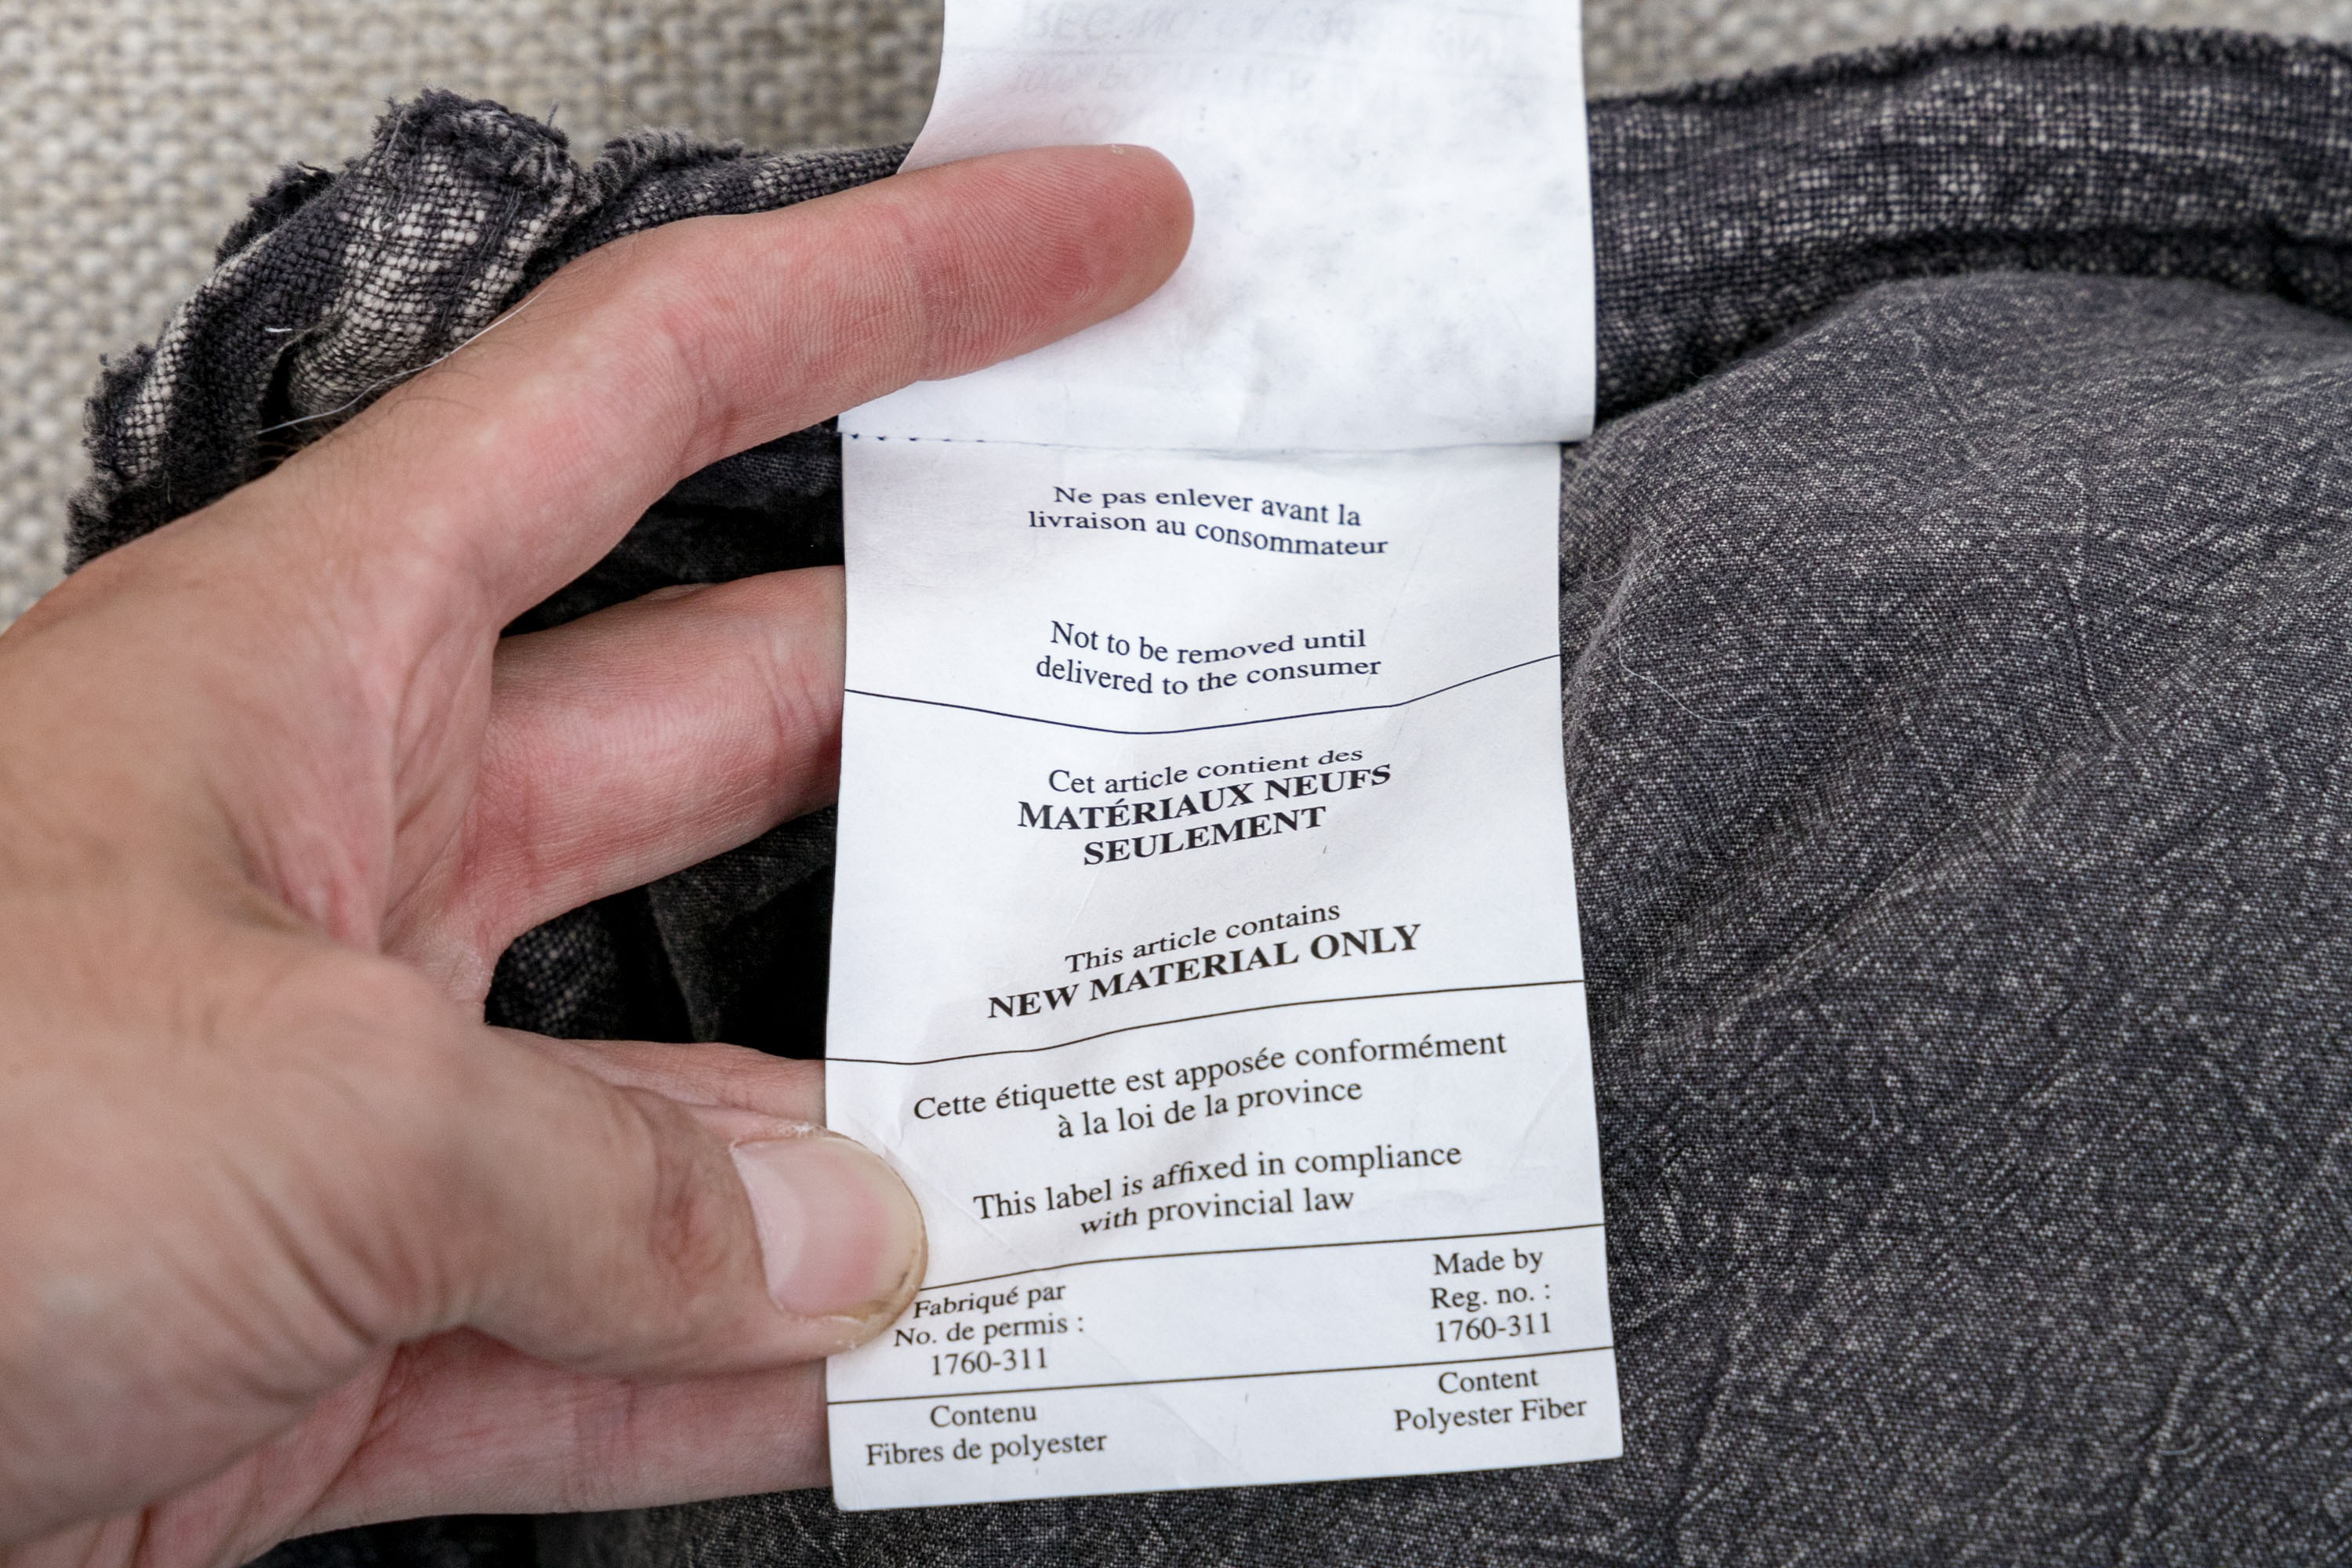 Ne pas enlever avant la
livraison au consommateur
Not to be removed until
delivered to the consumer
Cet article contient des
MATÉRIAUX NEUFS
SEULEMENT
This article contains
NEW MATERIAL ONLY
Cette étiquette est apposée conformément
à la loi de la province
This label is affixed in compliance
with provincial law
Fabriqué par
No. de permis :
1760-311
Made by
Reg. no. :
1760-311
Contenu
Fibres de polyester
Content
Polyester Fiber